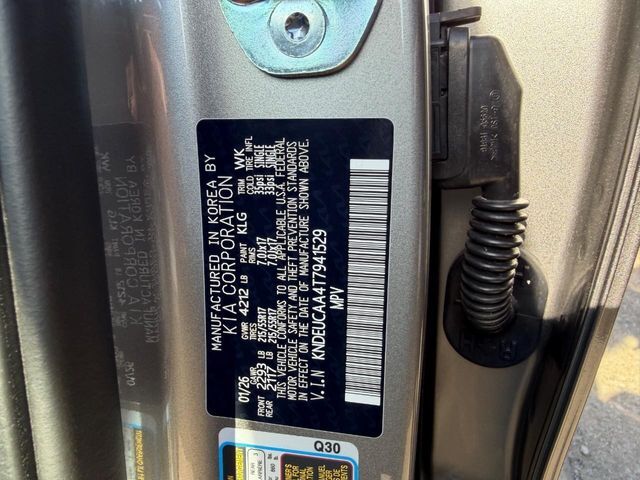 MANUFACTURED IN KOREA BY
KIA CORPORATION
01/26 GVWR 4212 LB PAINT KLG TRIM WK
GAWR TIRES RIMS COLD TIRE INFL
FRONT 2293 LB 215/55R17 7.0Jx17 35psi SINGLE
REAR 2117 LB 215/55R17 7.0Jx17 33psi SINGLE
THIS VEHICLE CONFORMS TO ALL APPLICABLE U.S.A. FEDERAL
MOTOR VEHICLE SAFETY AND THEFT PREVENTION STANDARDS
IN EFFECT ON THE DATE OF MANUFACTURE SHOWN ABOVE.
V.I.N KNDEUCAA4T7941529
MPV
Q30